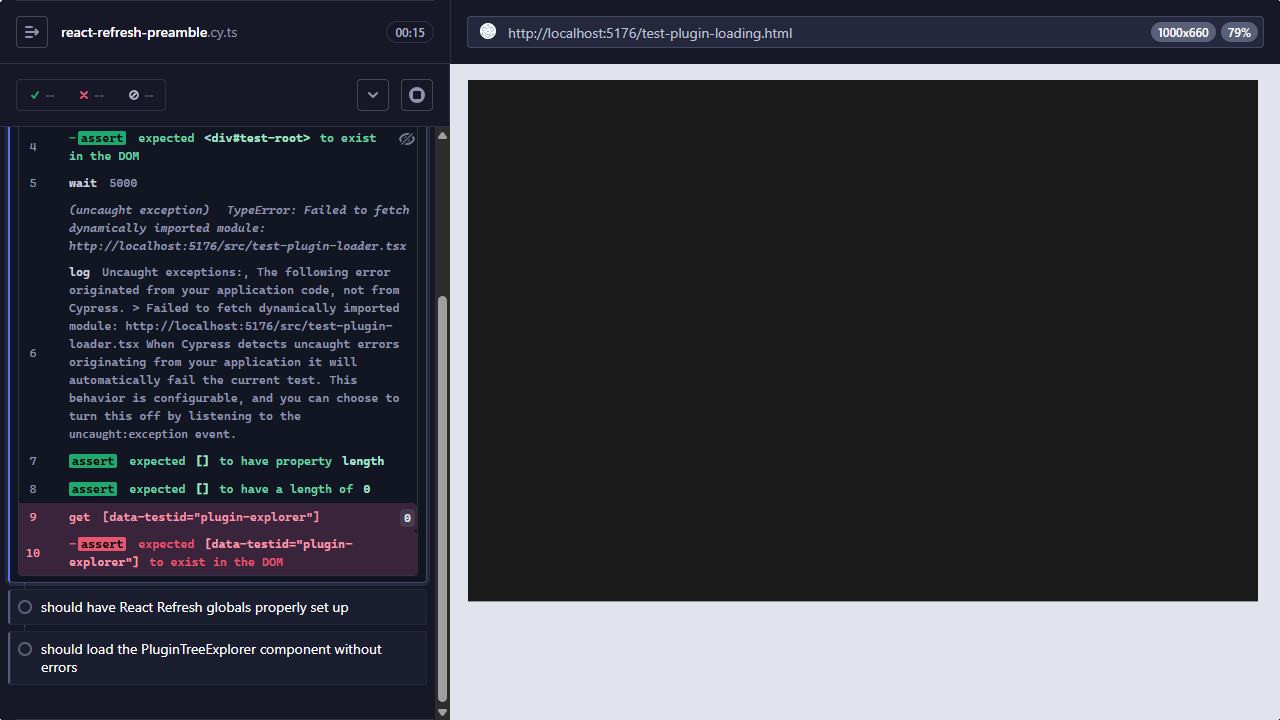 react-refresh-preamble.cy.ts
00:15
http://localhost:5176/test-plugin-loading.html
1000x660
79%
--
--
--
4
-assert expected <div#test-root> to exist
in the DOM
5
wait 5000
(uncaught exception) TypeError: Failed to fetch
dynamically imported module:
http://localhost:5176/src/test-plugin-loader.tsx
6
log Uncaught exceptions:, The following error
originated from your application code, not from
Cypress. > Failed to fetch dynamically imported
module: http://localhost:5176/src/test-plugin-
loader.tsx When Cypress detects uncaught errors
originating from your application it will
automatically fail the current test. This
behavior is configurable, and you can choose to
turn this off by listening to the
uncaught:exception event.
7
assert expected [] to have property length
8
assert expected [] to have a length of 0
9
get [data-testid="plugin-explorer"]
0
10
-assert expected [data-testid="plugin-
explorer"] to exist in the DOM
should have React Refresh globals properly set up
should load the PluginTreeExplorer component without
errors